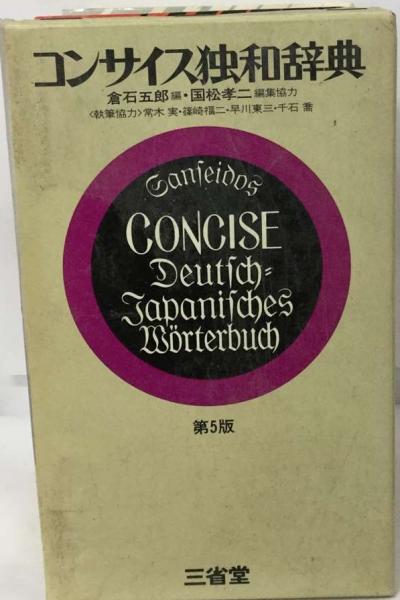 コンサイス独和辞典
倉石五郎 編・国松孝二 編集協力
〈執筆協力〉常木 実・篠崎福二・早川東三・千石 喬
Sanſeidos
CONCISE
Deutſch=
Japaniſches
Wörterbuch
第5版
三省堂